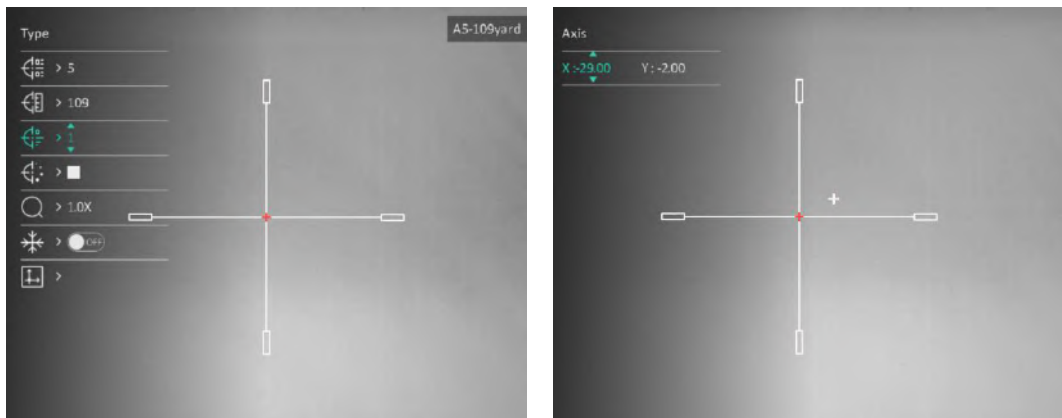 Type
A5-109yard
> 5
> 109
> 1
>
> 1.0X
> OFF
>
Axis
X :-29.00 Y : -2.00